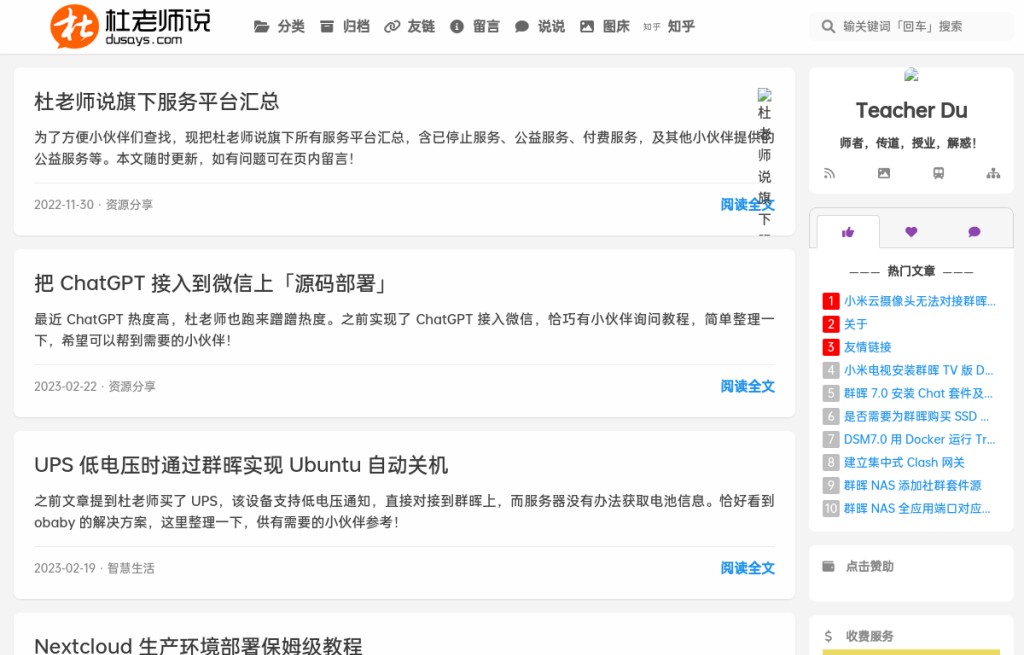 杜老师说
dusays.com
分类
归档
友链
留言
说说
图床
知乎 知乎
输关键词「回车」搜索
杜老师说旗下服务平台汇总
为了方便小伙伴们查找，现把杜老师说旗下所有服务平台汇总，含已停止服务、公益服务、付费服务，及其他小伙伴提供的
公益服务等。本文随时更新，如有问题可在页内留言！
杜
老
师
说
旗
下
2022-11-30 · 资源分享
阅读全文
把 ChatGPT 接入到微信上「源码部署」
最近 ChatGPT 热度高，杜老师也跑来蹭蹭热度。之前实现了 ChatGPT 接入微信，恰巧有小伙伴询问教程，简单整理一
下，希望可以帮到需要的小伙伴！
2023-02-22 · 资源分享
阅读全文
UPS 低电压时通过群晖实现 Ubuntu 自动关机
之前文章提到杜老师买了 UPS，该设备支持低电压通知，直接对接到群晖上，而服务器没有办法获取电池信息。恰好看到
obaby 的解决方案，这里整理一下，供有需要的小伙伴参考！
2023-02-19 · 智慧生活
阅读全文
Nextcloud 生产环境部署保姆级教程
Teacher Du
师者，传道，授业，解惑！
——— 热门文章 ———
1 小米云摄像头无法对接群晖...
2 关于
3 友情链接
4 小米电视安装群晖 TV 版 D...
5 群晖 7.0 安装 Chat 套件及...
6 是否需要为群晖购买 SSD ...
7 DSM7.0 用 Docker 运行 Tr...
8 建立集中式 Clash 网关
9 群晖 NAS 添加社群套件源
10 群晖 NAS 全应用端口对应...
点击赞助
收费服务